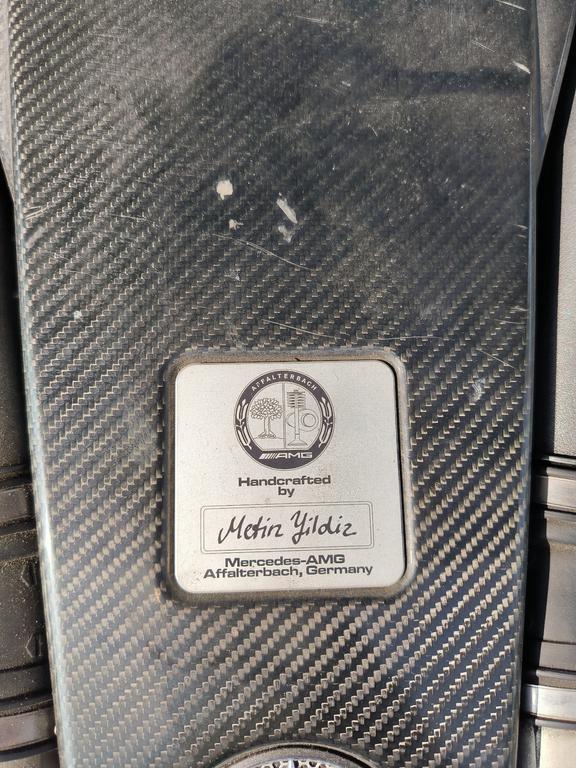 AFFALTERBACH
AMG
Handcrafted
by
Metin Yildiz
Mercedes-AMG
Affalterbach, Germany